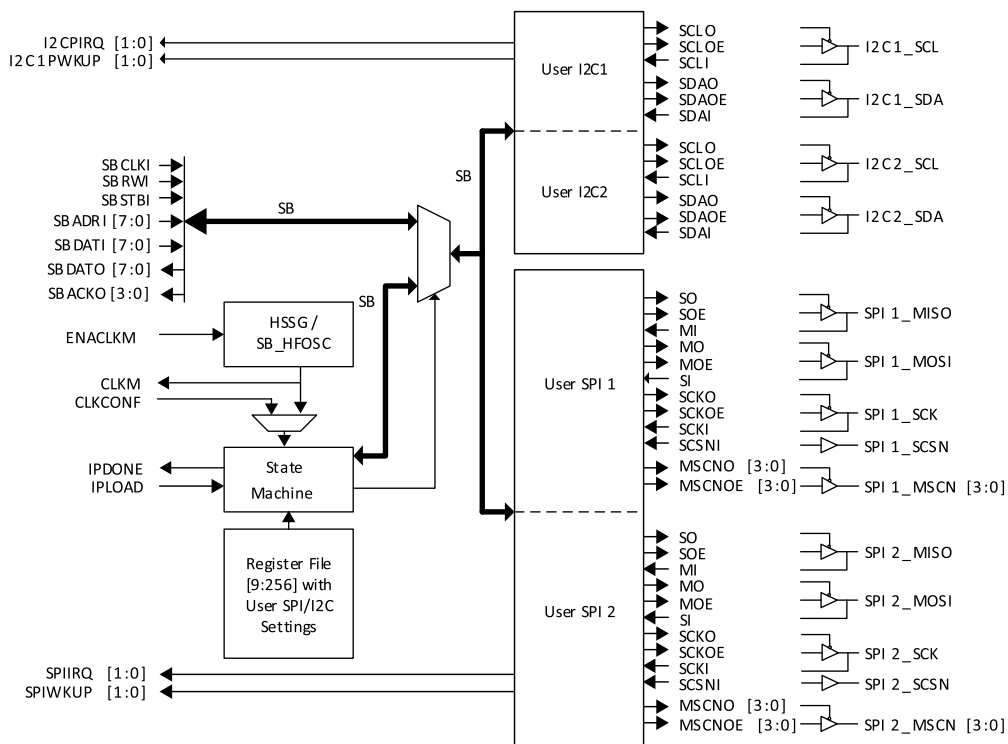 I2CPIRQ [1:0]
I2C1PWKUP [1:0]
User I2C1
SCLO
SCLOE
SCLI
SDAO
SDAOE
SDAI
I2C1_SCL
I2C1_SDA
User I2C2
SCLO
SCLOE
SCLI
SDAO
SDAOE
SDAI
I2C2_SCL
I2C2_SDA
SBCLKI
SBRWI
SBSTBI
SBADRI [7:0]
SBDATI [7:0]
SBDATO [7:0]
SBACKO [3:0]
SB
SB
SB
ENACLKM
HSSG /
SB_HFOSC
CLKM
CLKCONF
IPDONE
IPLOAD
State
Machine
Register File
[9:256] with
User SPI/I2C
Settings
SPIIRQ [1:0]
SPIWKUP [1:0]
User SPI 1
SO
SOE
MI
MO
MOE
SI
SCKO
SCKOE
SCKI
SCSNI
MSCNO [3:0]
MSCNOE [3:0]
SPI 1_MISO
SPI 1_MOSI
SPI 1_SCK
SPI 1_SCSN
SPI 1_MSCN [3:0]
User SPI 2
SO
SOE
MI
MO
MOE
SI
SCKO
SCKOE
SCKI
SCSNI
MSCNO [3:0]
MSCNOE [3:0]
SPI 2_MISO
SPI 2_MOSI
SPI 2_SCK
SPI 2_SCSN
SPI 2_MSCN [3:0]